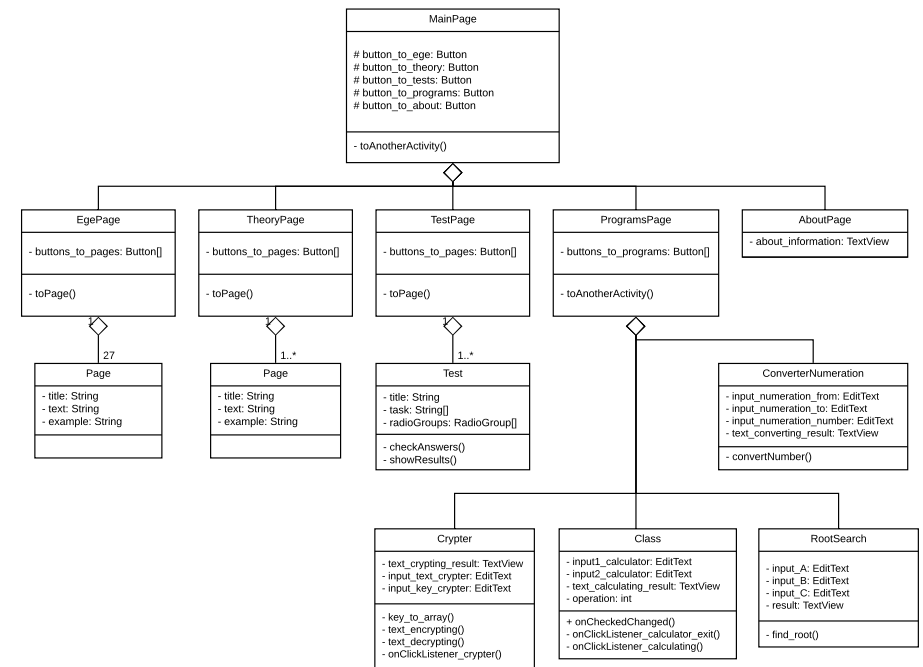 MainPage
# button_to_ege: Button
# button_to_theory: Button
# button_to_tests: Button
# button_to_programs: Button
# button_to_about: Button
- toAnotherActivity()
EgePage
- buttons_to_pages: Button[]
- toPage()
TheoryPage
- buttons_to_pages: Button[]
- toPage()
TestPage
- buttons_to_pages: Button[]
- toPage()
ProgramsPage
- buttons_to_programs: Button[]
- toAnotherActivity()
AboutPage
- about_information: TextView
1
27
1
1..*
1
1..*
Page
- title: String
- text: String
- example: String
Page
- title: String
- text: String
- example: String
Test
- title: String
- task: String[]
- radioGroups: RadioGroup[]
- checkAnswers()
- showResults()
ConverterNumeration
- input_numeration_from: EditText
- input_numeration_to: EditText
- input_numeration_number: EditText
- text_converting_result: TextView
- convertNumber()
Crypter
- text_crypting_result: TextView
- input_text_crypter: EditText
- input_key_crypter: EditText
- key_to_array()
- text_encrypting()
- text_decrypting()
- onClickListener_crypter()
Class
- input1_calculator: EditText
- input2_calculator: EditText
- text_calculating_result: TextView
- operation: int
+ onCheckedChanged()
- onClickListener_calculator_exit()
- onClickListener_calculating()
RootSearch
- input_A: EditText
- input_B: EditText
- input_C: EditText
- result: TextView
- find_root()